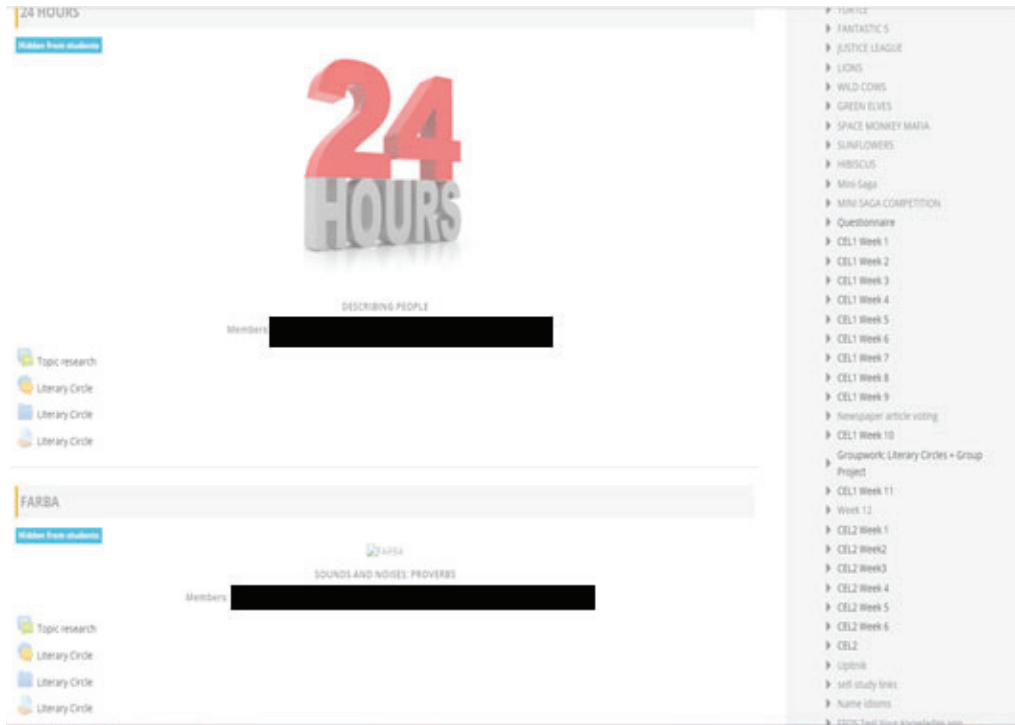 24 HOURS
Hidden from students
24
HOURS
DESCRIBING PEOPLE
Members:
Topic research
Literary Circle
Literary Circle
Literary Circle
FARBA
Hidden from students
FARBA
SOUNDS AND NOISES; PROVERBS
Members:
Topic research
Literary Circle
Literary Circle
Literary Circle
TURTLE
FANTASTIC 5
JUSTICE LEAGUE
LIONS
WILD COWS
GREEN ELVES
SPACE MONKEY MAFIA
SUNFLOWERS
HIBISCUS
Mini-Saga
MINI SAGA COMPETITION
Questionnaire
CEL1 Week 1
CEL1 Week 2
CEL1 Week 3
CEL1 Week 4
CEL1 Week 5
CEL1 Week 6
CEL1 Week 7
CEL1 Week 8
CEL1 Week 9
Newspaper article voting
CEL1 Week 10
Groupwork: Literary Circles + Group
Project
CEL1 Week 11
Week 12
CEL2 Week 1
CEL2 Week2
CEL2 Week3
CEL2 Week 4
CEL2 Week 5
CEL2 Week 6
CEL2
self-study links
Name idioms
Test Your Knowledge